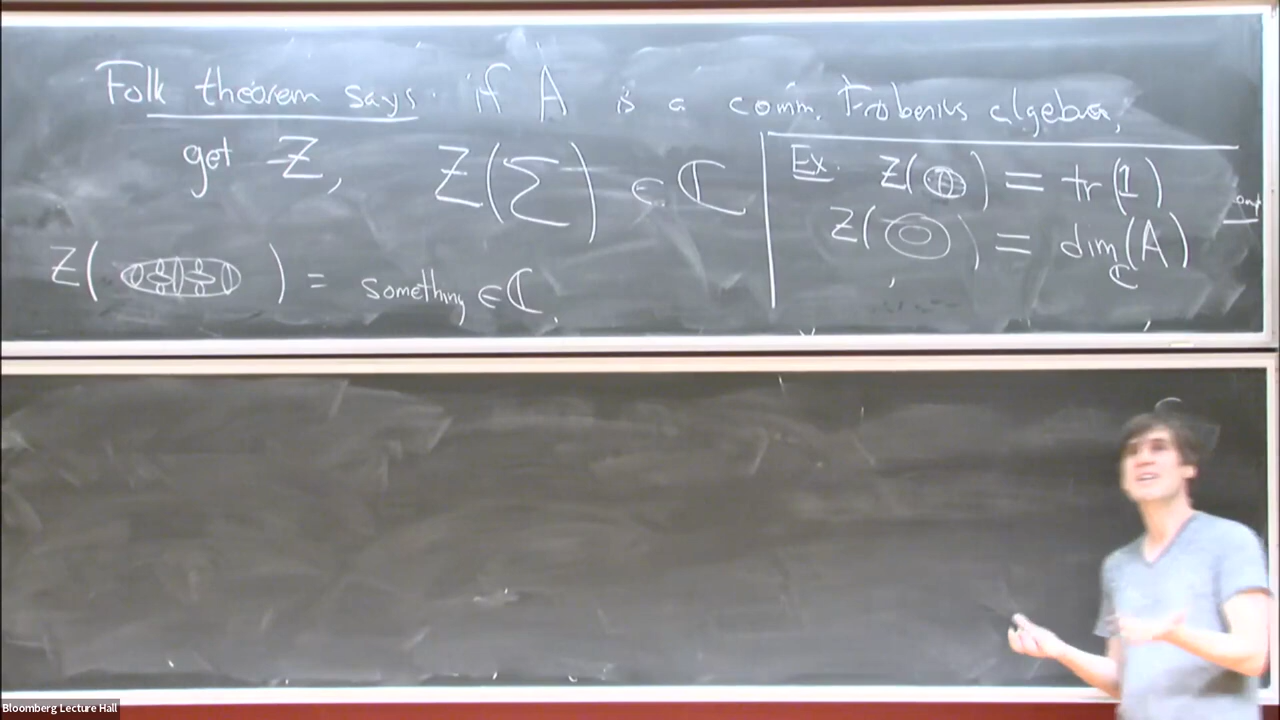 Folk theorem says: if A is a comm. Frobenius algebra,
get Z, Z(Σ) ∈ ℂ
Z( ) = something ∈ ℂ.
Ex. Z( ) = tr(1)
Z( ) = dim_ℂ(A)
Bloomberg Lecture Hall